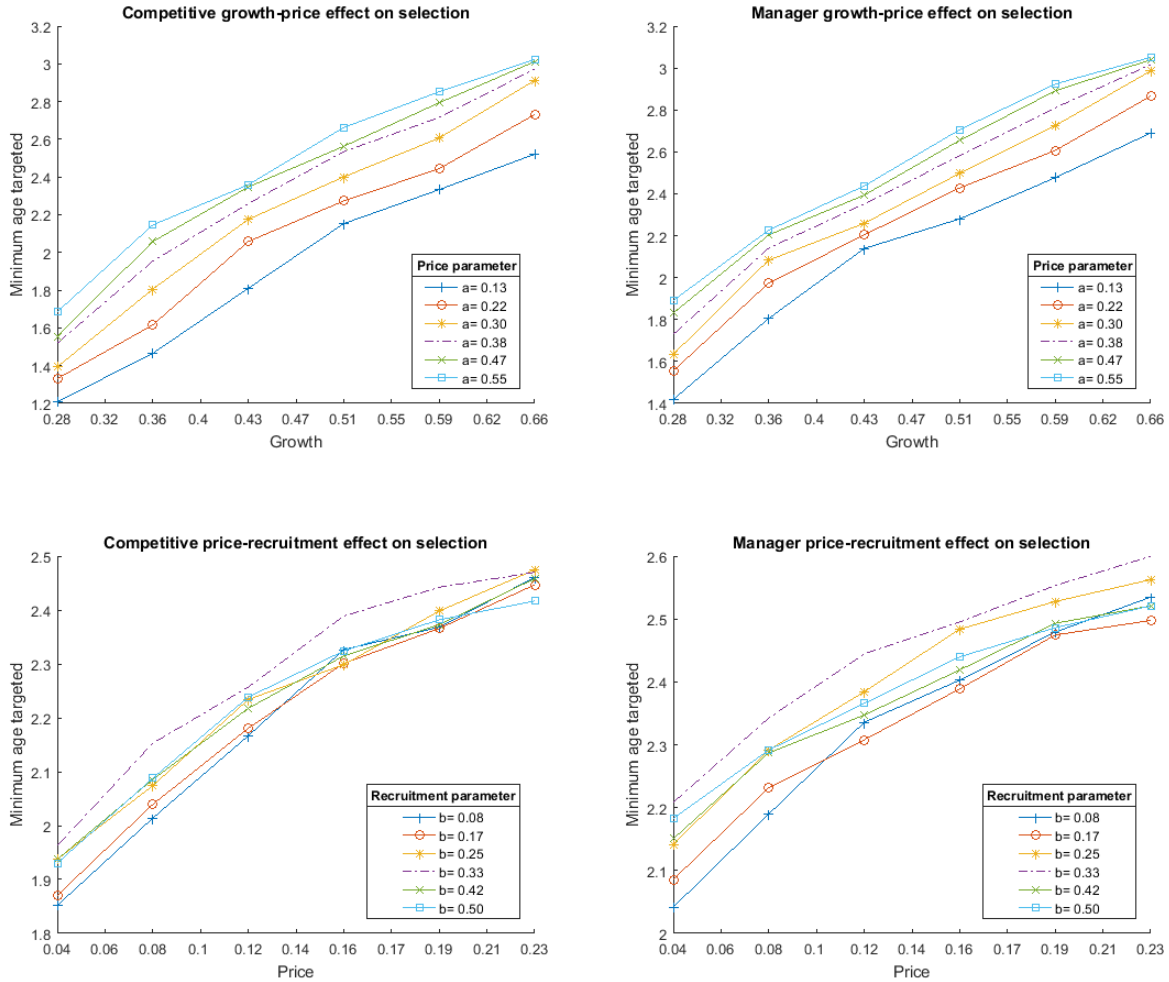 Competitive growth-price effect on selection
3.2
3
2.8
2.6
2.4
2.2
2
1.8
1.6
1.4
1.2
Minimum age targeted
0.28 0.36 0.4 0.43 0.47 0.51 0.55 0.59 0.62 0.66
Growth
Price parameter
a= 0.13
a= 0.22
a= 0.30
a= 0.38
a= 0.47
a= 0.55
Manager growth-price effect on selection
3.2
3
2.8
2.6
2.4
2.2
2
1.8
1.6
1.4
Minimum age targeted
0.28 0.36 0.4 0.43 0.47 0.51 0.55 0.59 0.62 0.66
Growth
Price parameter
a= 0.13
a= 0.22
a= 0.30
a= 0.38
a= 0.47
a= 0.55
Competitive price-recruitment effect on selection
2.5
2.4
2.3
2.2
2.1
2
1.9
1.8
Minimum age targeted
0.04 0.08 0.1 0.12 0.14 0.16 0.18 0.19 0.21 0.23
Price
Recruitment parameter
b= 0.08
b= 0.17
b= 0.25
b= 0.33
b= 0.42
b= 0.50
Manager price-recruitment effect on selection
2.6
2.5
2.4
2.3
2.2
2.1
2
Minimum age targeted
0.04 0.08 0.1 0.12 0.14 0.16 0.18 0.19 0.21 0.23
Price
Recruitment parameter
b= 0.08
b= 0.17
b= 0.25
b= 0.33
b= 0.42
b= 0.50